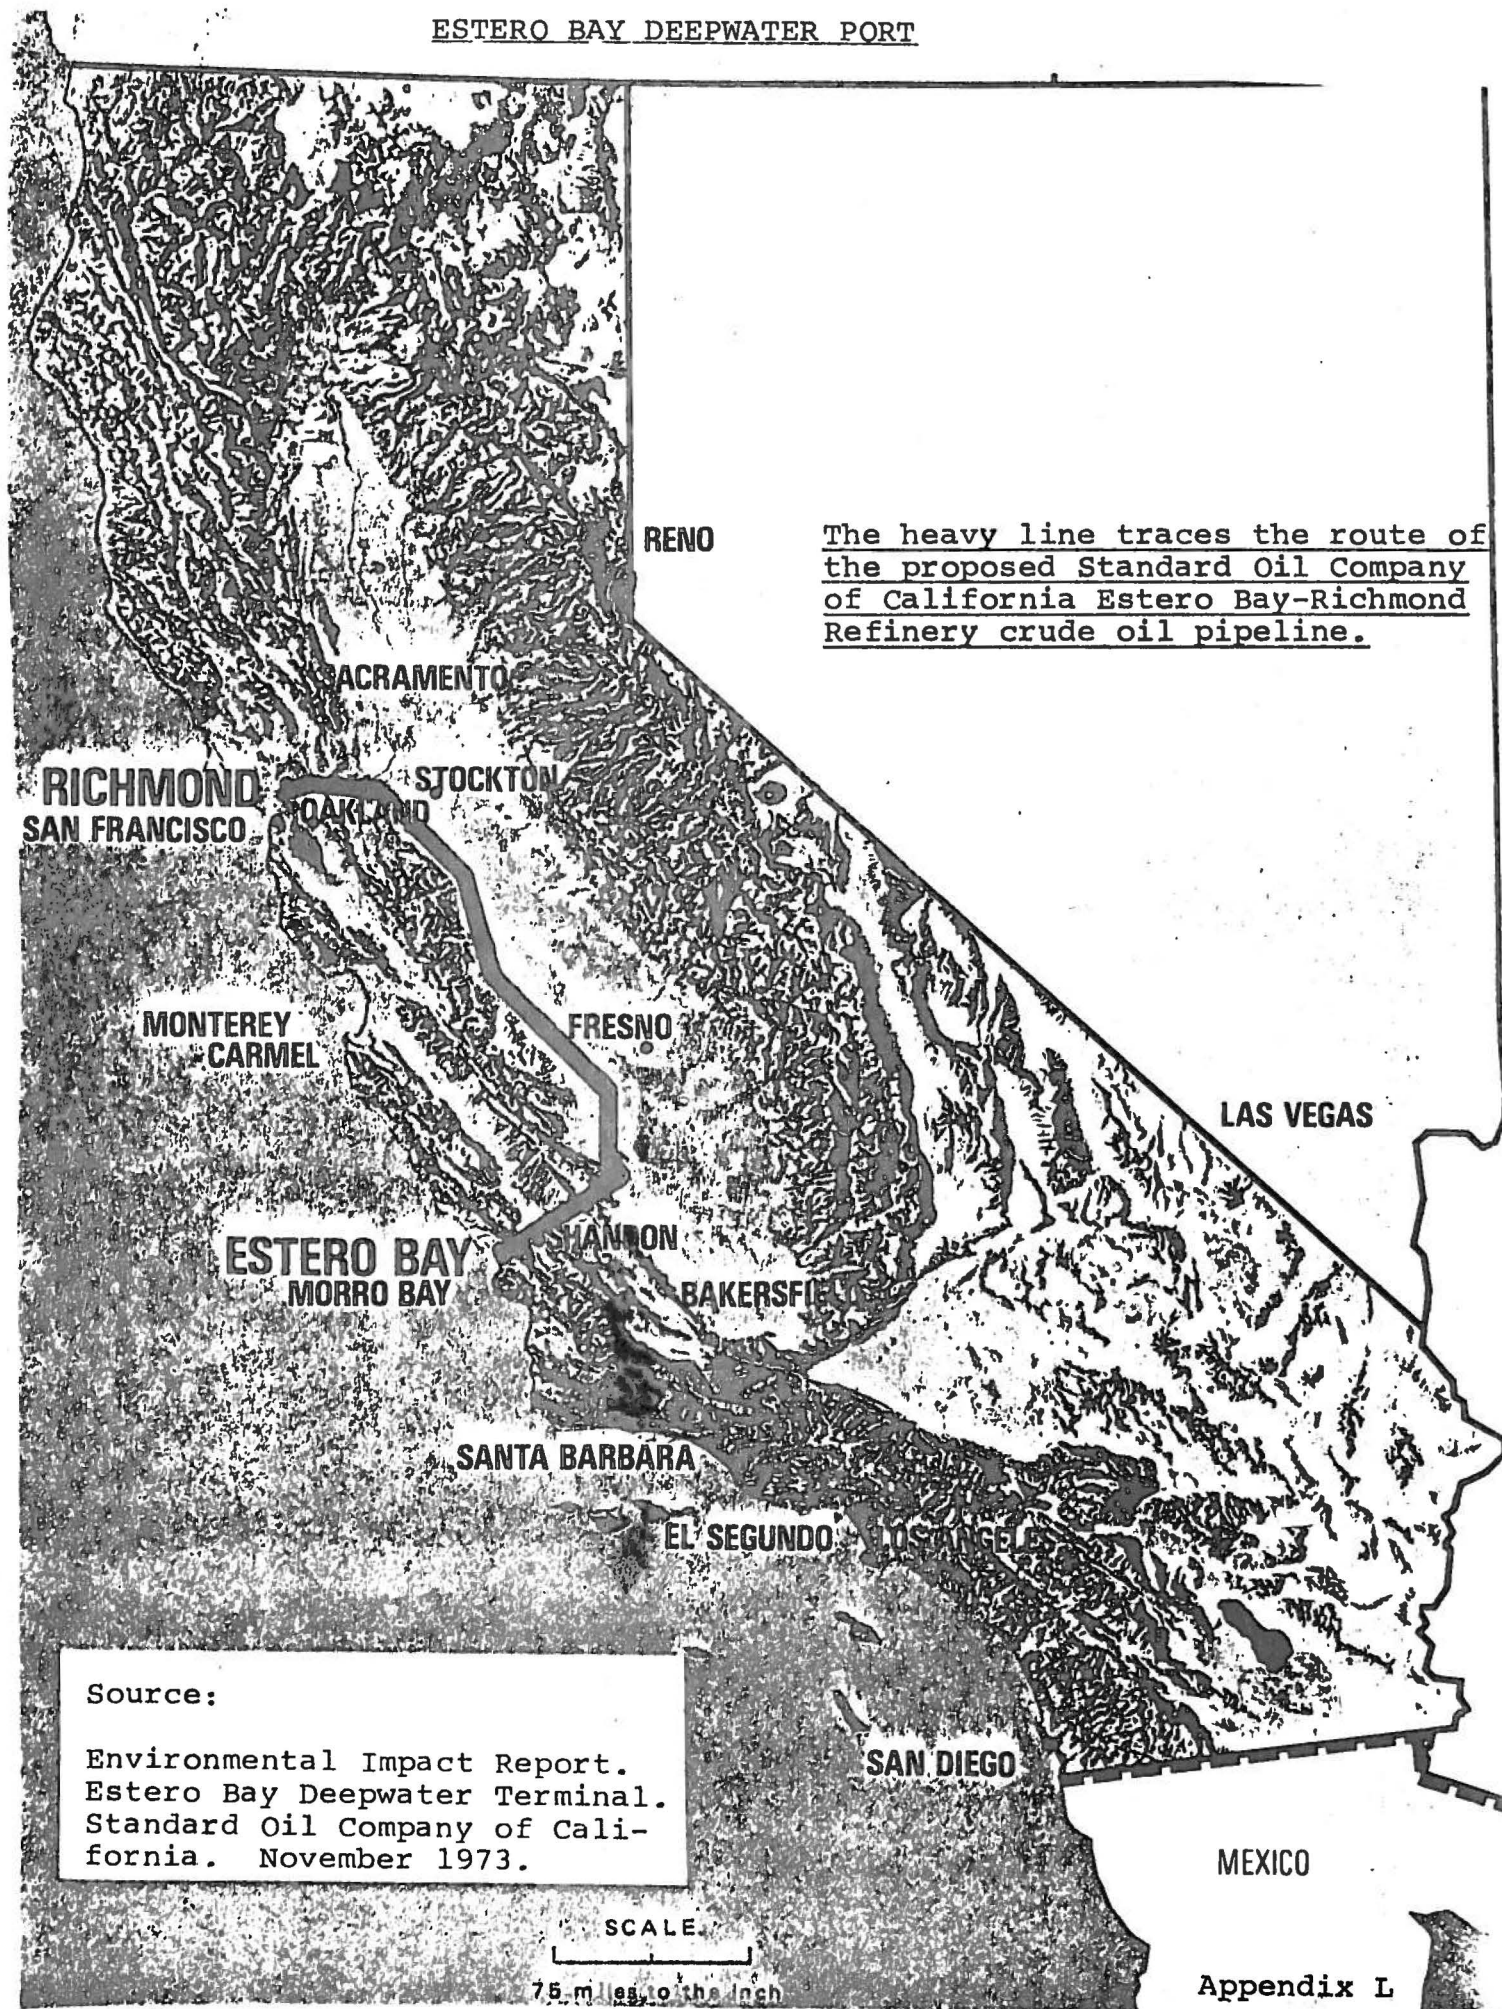 ESTERO BAY DEEPWATER PORT
RENO
The heavy line traces the route of
the proposed Standard Oil Company
of California Estero Bay-Richmond
Refinery crude oil pipeline.
SACRAMENTO
RICHMOND
STOCKTON
OAKLAND
SAN FRANCISCO
MONTEREY
CARMEL
FRESNO
LAS VEGAS
ESTERO BAY
MORRO BAY
SHANDON
BAKERSFIELD
SANTA BARBARA
EL SEGUNDO
LOS ANGELES
Source:
Environmental Impact Report.
Estero Bay Deepwater Terminal.
Standard Oil Company of Cali-
fornia. November 1973.
SAN DIEGO
MEXICO
SCALE
75 miles to the Inch
Appendix L